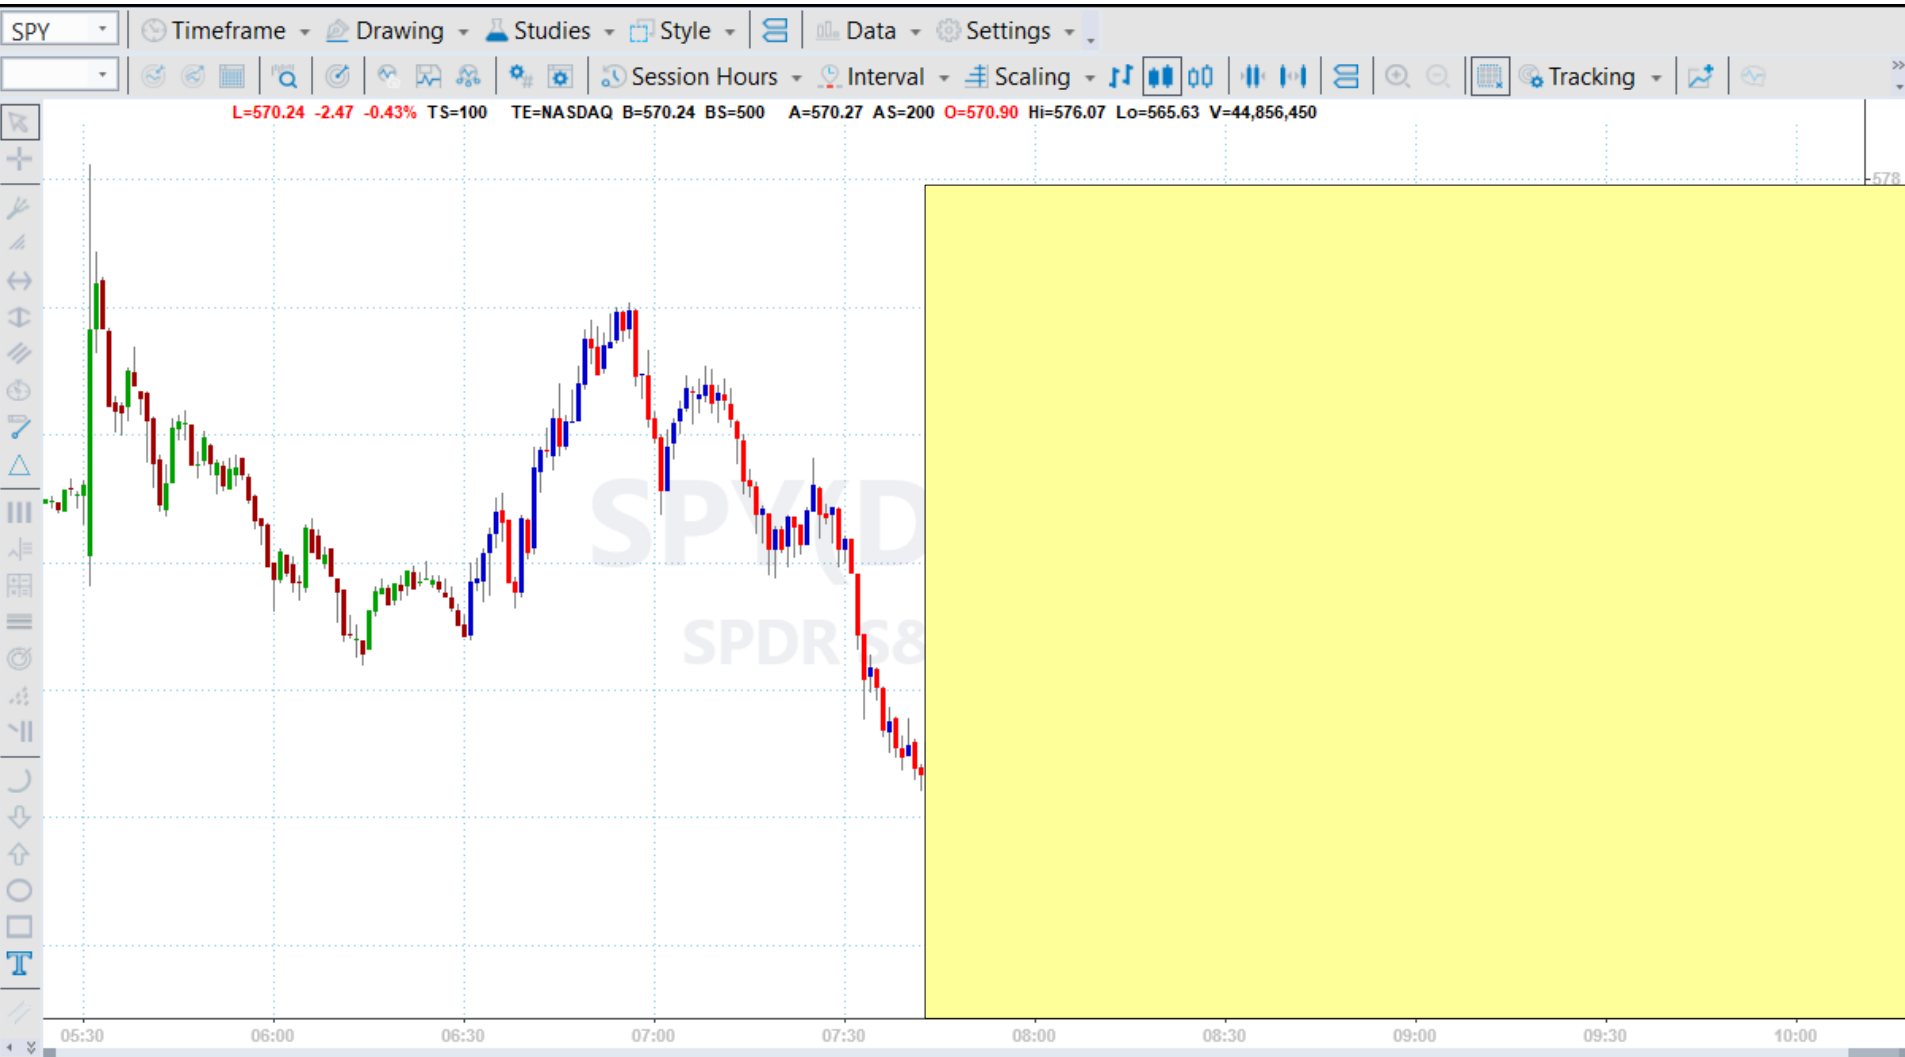 SPY Timeframe Drawing Studies Style Data Settings
Session Hours Interval Scaling Tracking
L=570.24 -2.47 -0.43% TS=100 TE=NASDAQ B=570.24 BS=500 A=570.27 AS=200 O=570.90 Hi=576.07 Lo=565.63 V=44,856,450
578
SPY(D
SPDR S&
05:30 06:00 06:30 07:00 07:30 08:00 08:30 09:00 09:30 10:00